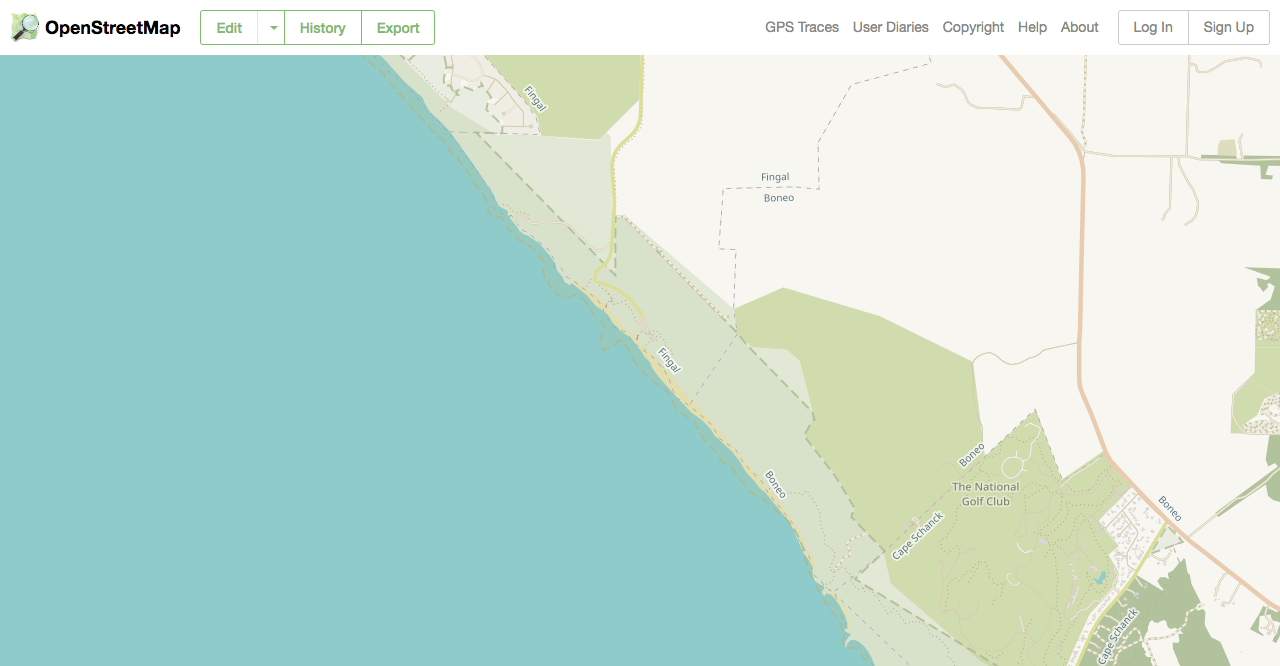 OpenStreetMap
Edit
History
Export
GPS Traces
User Diaries
Copyright
Help
About
Log In
Sign Up
Fingal
Fingal
Boneo
Fingal
Boneo
Boneo
The National
Golf Club
Cape Schanck
Boneo
Cape Schanck